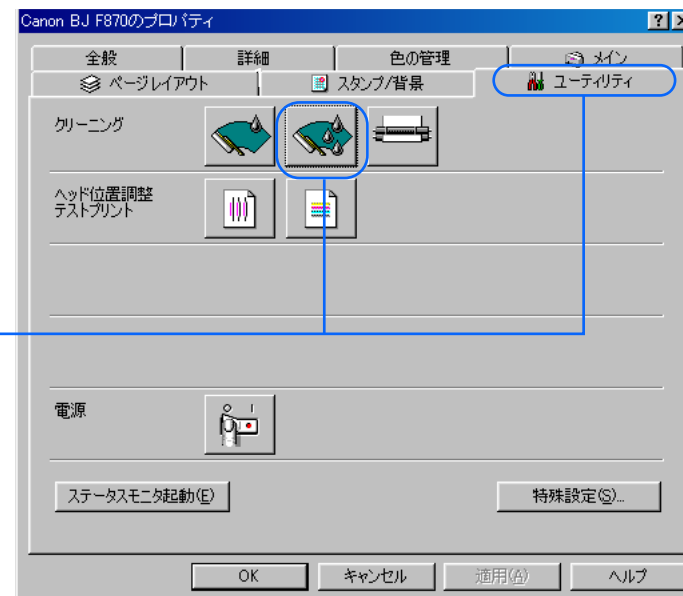 Canon BJ F870のプロパティ
全般
詳細
色の管理
メイン
ページレイアウト
スタンプ/背景
ユーティリティ
クリーニング
ヘッド位置調整
テストプリント
電源
ステータスモニタ起動(E)
特殊設定(S)...
OK
キャンセル
適用(A)
ヘルプ